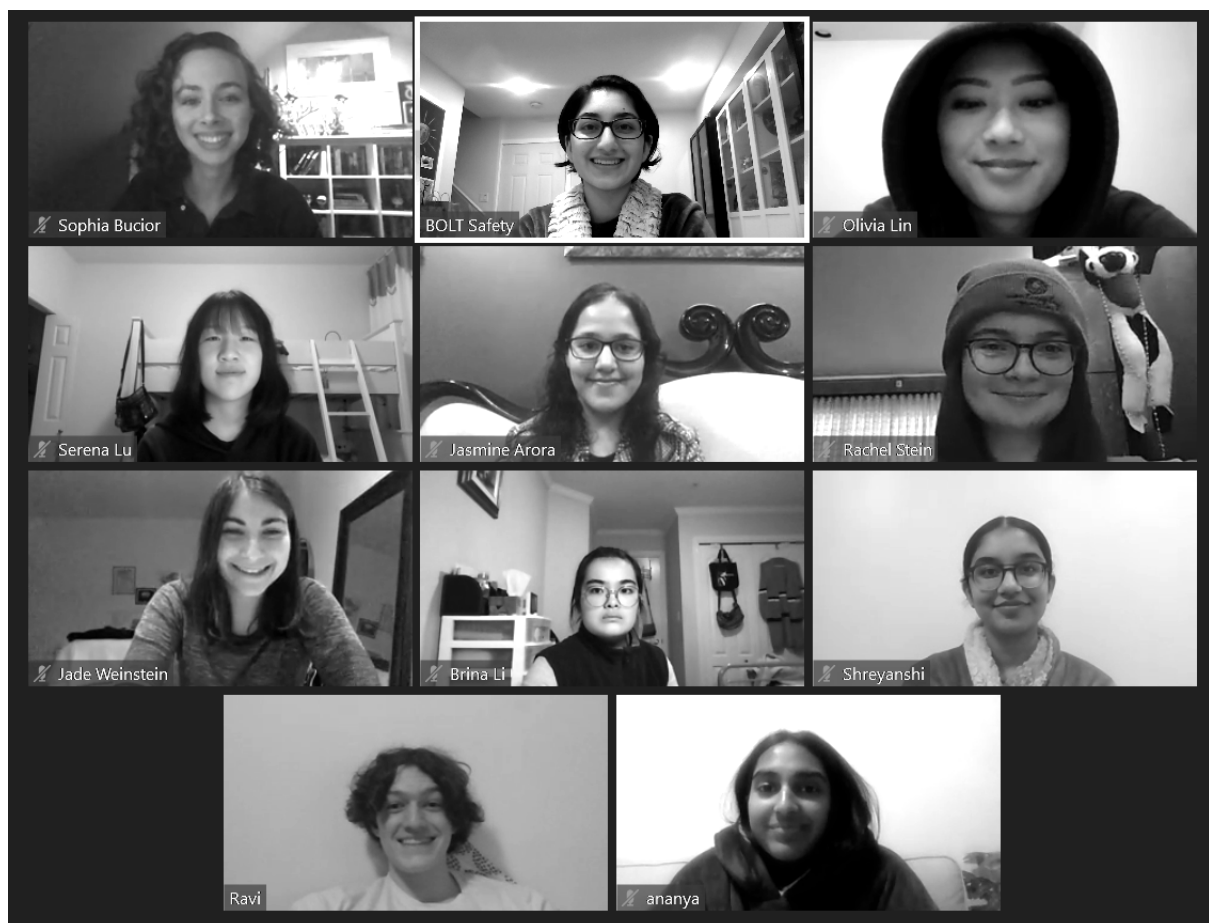 Sophia Bucior
BOLT Safety
Olivia Lin
Serena Lu
Jasmine Arora
Rachel Stein
Jade Weinstein
Brina Li
Shreyanshi
Ravi
ananya